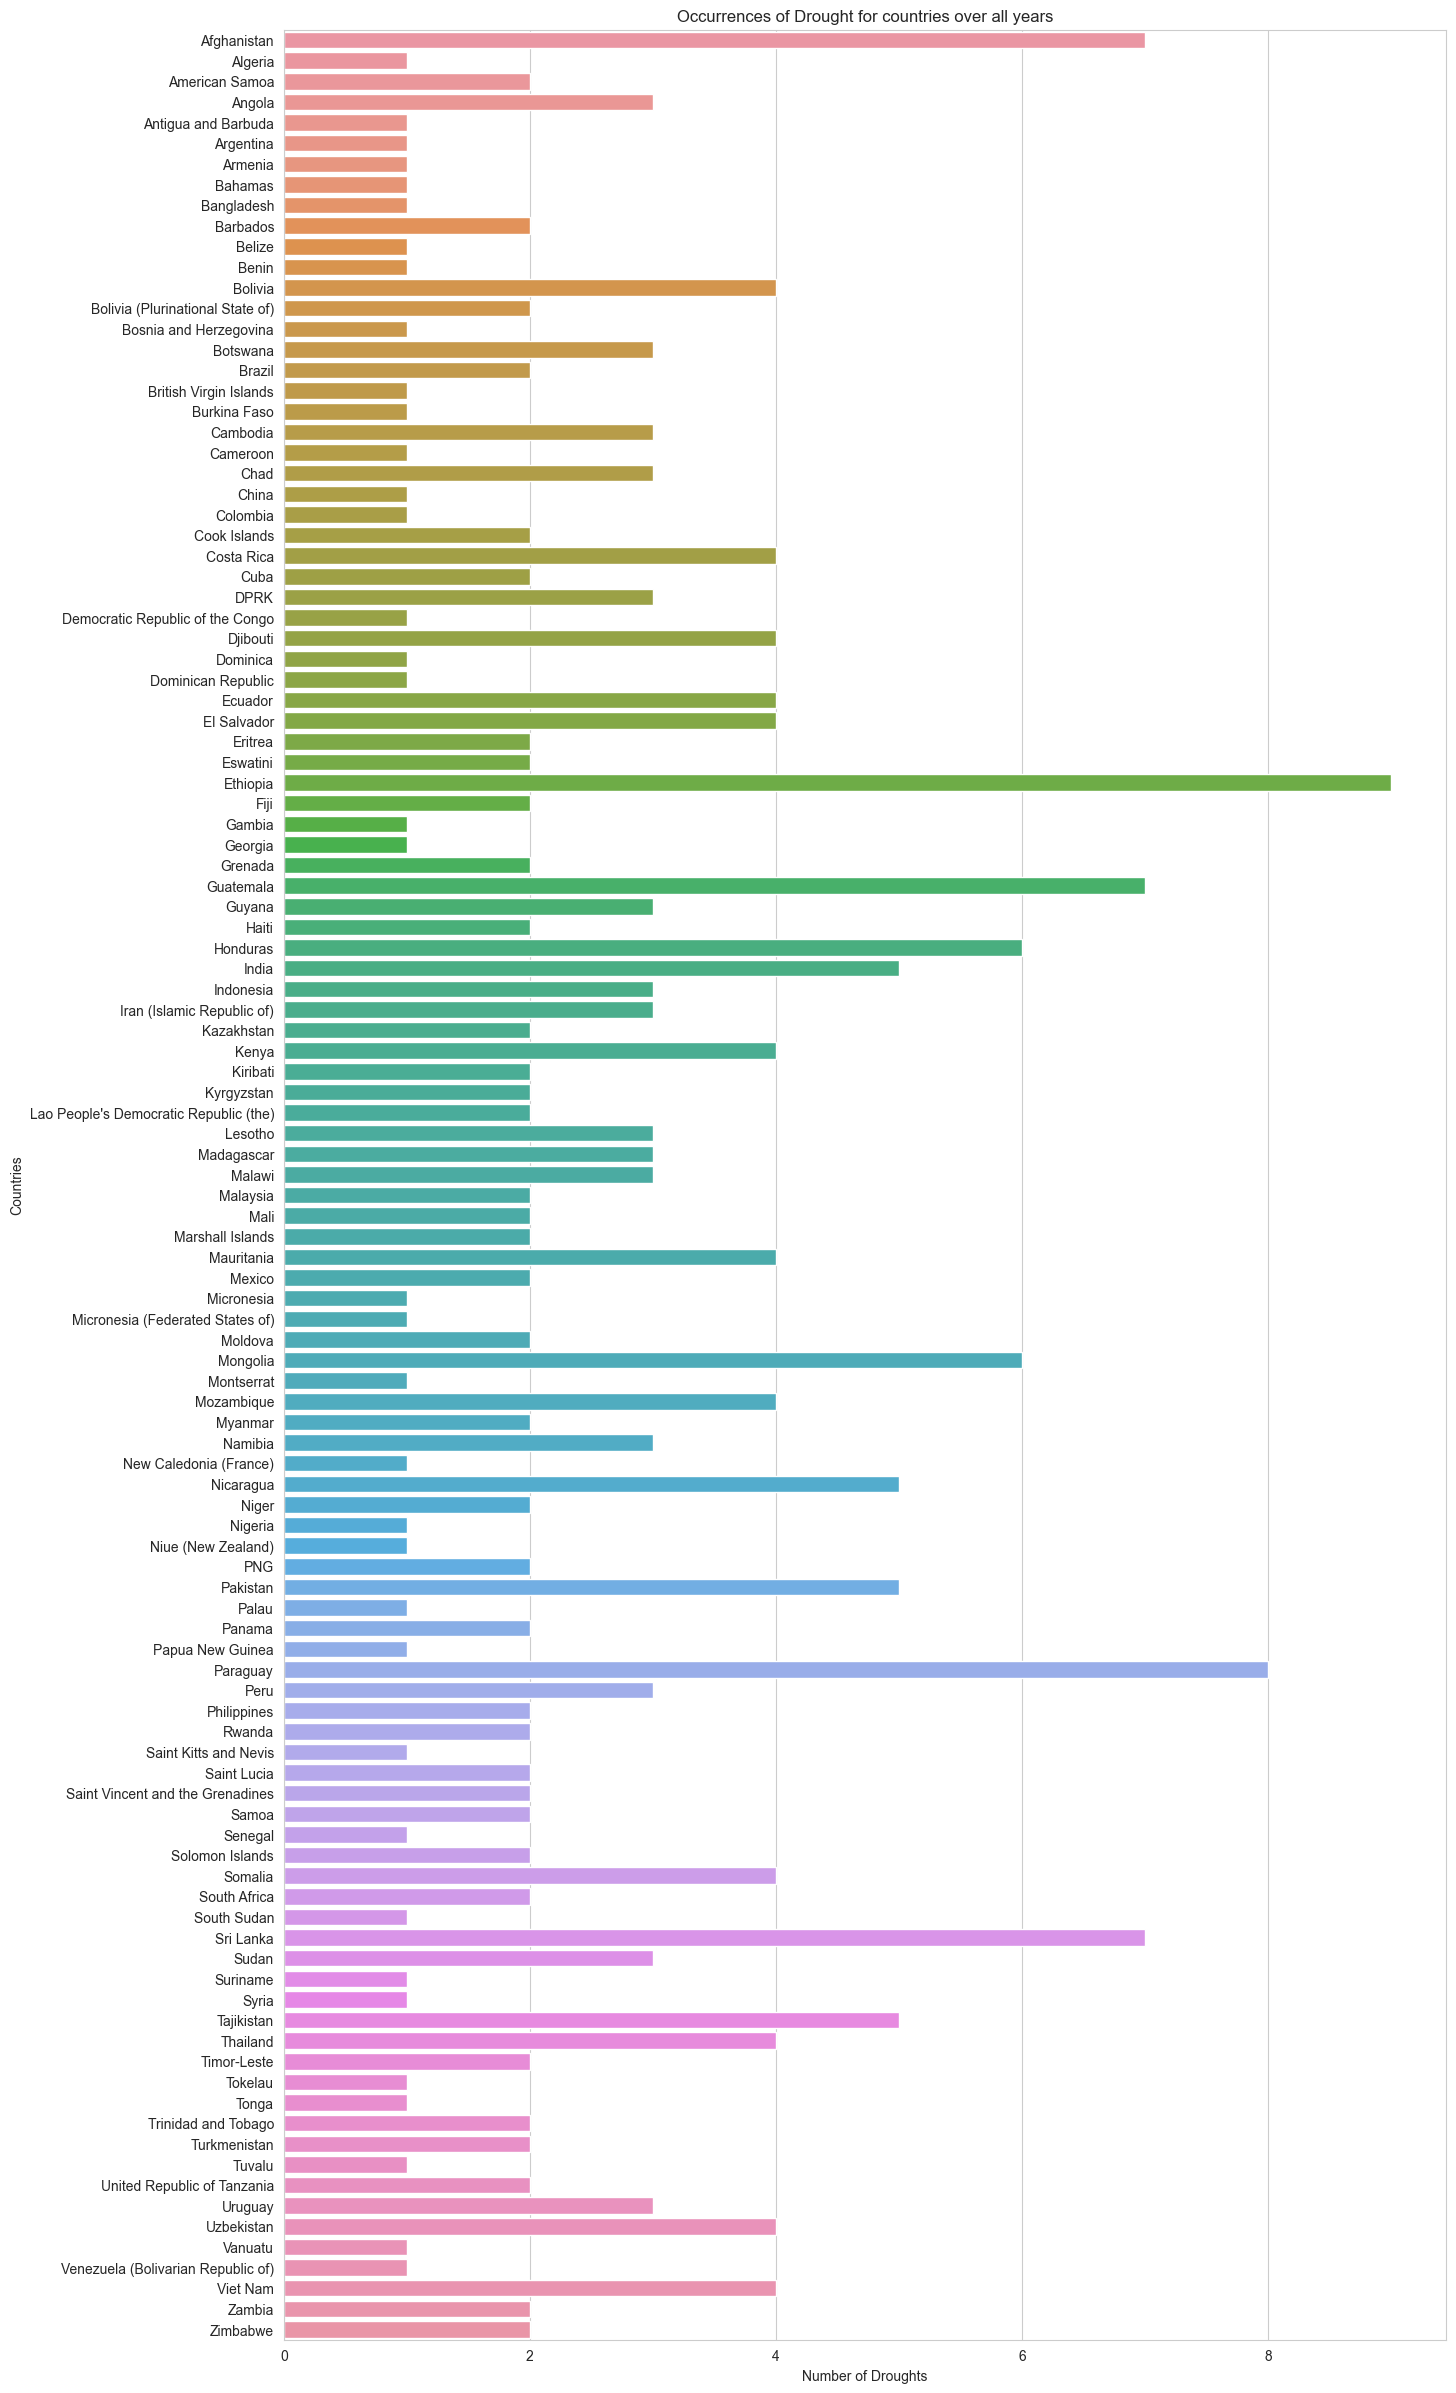 Occurrences of Drought for countries over all years
Afghanistan
Algeria
American Samoa
Angola
Antigua and Barbuda
Argentina
Armenia
Bahamas
Bangladesh
Barbados
Belize
Benin
Bolivia
Bolivia (Plurinational State of)
Bosnia and Herzegovina
Botswana
Brazil
British Virgin Islands
Burkina Faso
Cambodia
Cameroon
Chad
China
Colombia
Cook Islands
Costa Rica
Cuba
DPRK
Democratic Republic of the Congo
Djibouti
Dominica
Dominican Republic
Ecuador
El Salvador
Eritrea
Eswatini
Ethiopia
Fiji
Gambia
Georgia
Grenada
Guatemala
Guyana
Haiti
Honduras
India
Indonesia
Iran (Islamic Republic of)
Kazakhstan
Kenya
Kiribati
Kyrgyzstan
Lao People's Democratic Republic (the)
Lesotho
Madagascar
Malawi
Malaysia
Mali
Marshall Islands
Mauritania
Mexico
Micronesia
Micronesia (Federated States of)
Moldova
Mongolia
Montserrat
Mozambique
Myanmar
Namibia
New Caledonia (France)
Nicaragua
Niger
Nigeria
Niue (New Zealand)
PNG
Pakistan
Palau
Panama
Papua New Guinea
Paraguay
Peru
Philippines
Rwanda
Saint Kitts and Nevis
Saint Lucia
Saint Vincent and the Grenadines
Samoa
Senegal
Solomon Islands
Somalia
South Africa
South Sudan
Sri Lanka
Sudan
Suriname
Syria
Tajikistan
Thailand
Timor-Leste
Tokelau
Tonga
Trinidad and Tobago
Turkmenistan
Tuvalu
United Republic of Tanzania
Uruguay
Uzbekistan
Vanuatu
Venezuela (Bolivarian Republic of)
Viet Nam
Zambia
Zimbabwe
Countries
0 2 4 6 8
Number of Droughts